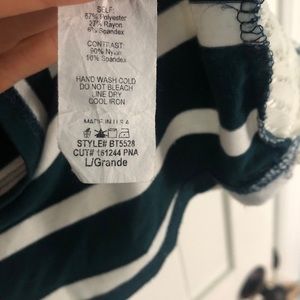 SELF:
67% Polyester
27% Rayon
6% Spandex
CONTRAST:
90% Nylon
10% Spandex
HAND WASH COLD
DO NOT BLEACH
LINE DRY
COOL IRON
MADE IN U.S.A
STYLE# BT5528
CUT# 161244 PNA
L/Grande